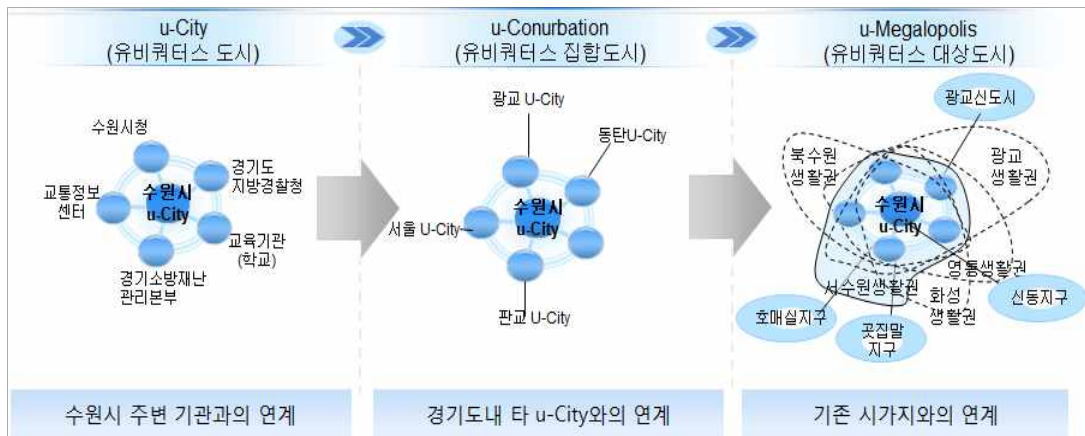 u-City
(유비쿼터스 도시)
수원시청
경기도
지방경찰청
교통정보
센터
수원시
u-City
교육기관
(학교)
경기소방재난
관리본부
수원시 주변 기관과의 연계
u-Conurbation
(유비쿼터스 집합도시)
광교 U-City
동탄U-City
수원시
u-City
서울 U-City
판교 U-City
경기도내 타 u-City와의 연계
u-Megalopolis
(유비쿼터스 대상도시)
광교신도시
북수원
생활권
광교
생활권
수원시
u-City
영통생활권
서수원생활권
화성
생활권
신동지구
호매실지구
곳집말
지구
기존 시가지와의 연계